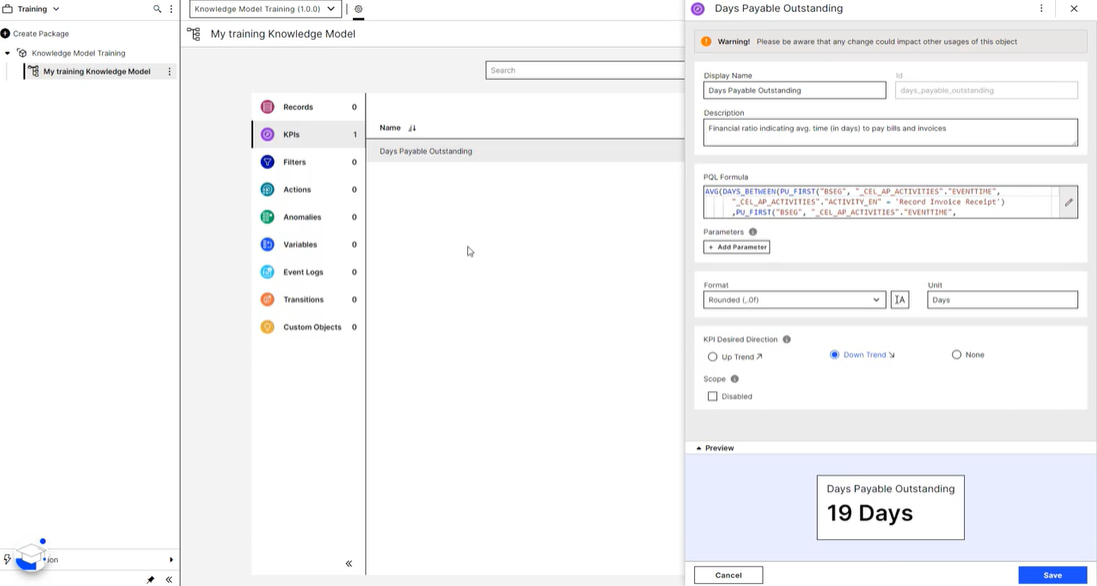 Training
Create Package
Knowledge Model Training
My training Knowledge Model
ion
Knowledge Model Training (1.0.0)
My training Knowledge Model
Search
Records 0
KPIs 1
Filters 0
Actions 0
Anomalies 0
Variables 0
Event Logs 0
Transitions 0
Custom Objects 0
Name
Days Payable Outstanding
Days Payable Outstanding
Warning! Please be aware that any change could impact other usages of this object
Display Name
Id
Days Payable Outstanding
days_payable_outstanding
Description
Financial ratio indicating avg. time (in days) to pay bills and invoices
PQL Formula
AVG(DAYS_BETWEEN(PU_FIRST("BSEG", "_CEL_AP_ACTIVITIES"."EVENTTIME",
"_CEL_AP_ACTIVITIES"."ACTIVITY_EN" = 'Record Invoice Receipt')
,PU_FIRST("BSEG", "_CEL_AP_ACTIVITIES"."EVENTTIME",
Parameters
+ Add Parameter
Format
Unit
Rounded (,.0f)
Days
KPI Desired Direction
Up Trend ↗
Down Trend ↘
None
Scope
Disabled
Preview
Days Payable Outstanding
19 Days
Cancel
Save